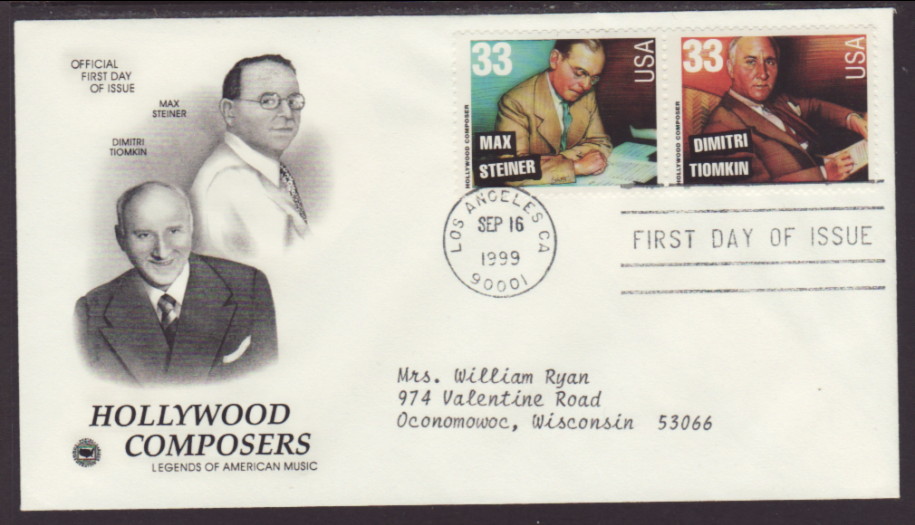 OFFICIAL
FIRST DAY
OF ISSUE
MAX
STEINER
DIMITRI
TIOMKIN
HOLLYWOOD
COMPOSERS
LEGENDS OF AMERICAN MUSIC
33
USA
HOLLYWOOD COMPOSER
MAX
STEINER
33
USA
HOLLYWOOD COMPOSER
DIMITRI
TIOMKIN
LOS ANGELES CA
SEP 16
1999
90001
FIRST DAY OF ISSUE
Mrs. William Ryan
974 Valentine Road
Oconomowoc, Wisconsin 53066